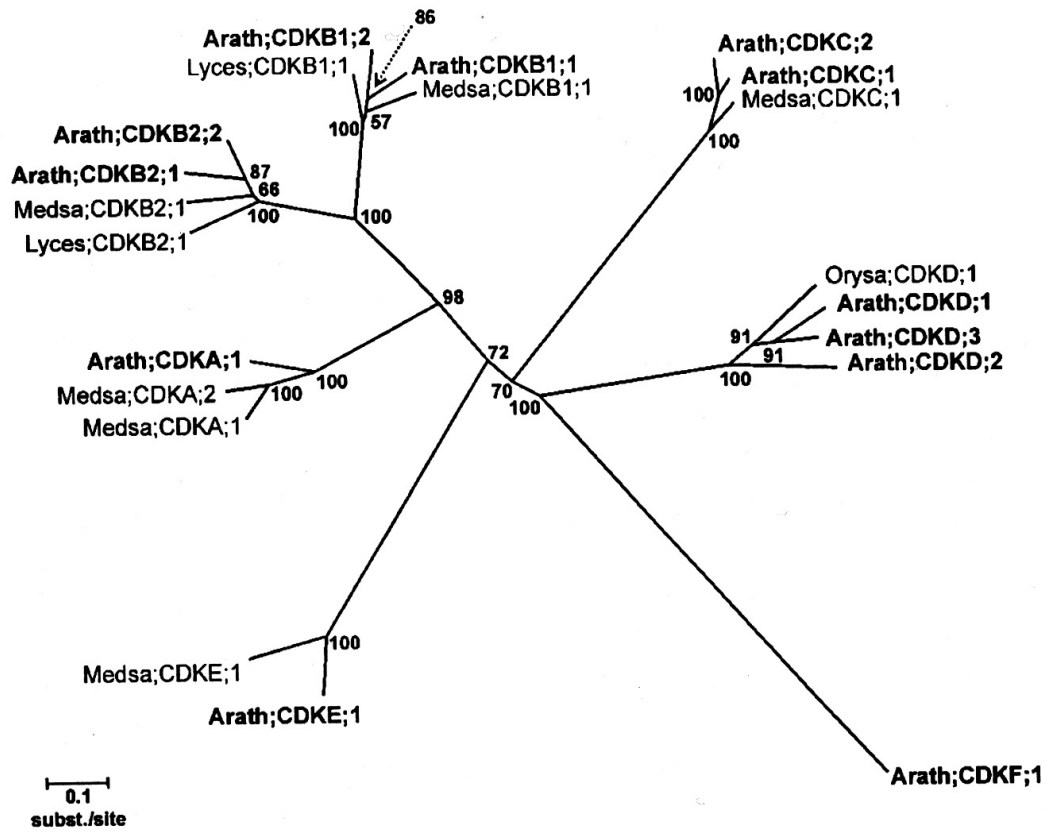 86
Arath;CDKB1;2
Lyces;CDKB1;1
Arath;CDKB1;1
Medsa;CDKB1;1
100
57
Arath;CDKB2;2
Arath;CDKB2;1
Medsa;CDKB2;1
Lyces;CDKB2;1
87
66
100
100
Arath;CDKC;2
Arath;CDKC;1
Medsa;CDKC;1
100
100
98
Arath;CDKA;1
Medsa;CDKA;2
Medsa;CDKA;1
100
100
72
70
100
Orysa;CDKD;1
Arath;CDKD;1
Arath;CDKD;3
Arath;CDKD;2
91
91
100
Medsa;CDKE;1
Arath;CDKE;1
100
Arath;CDKF;1
0.1
subst./site